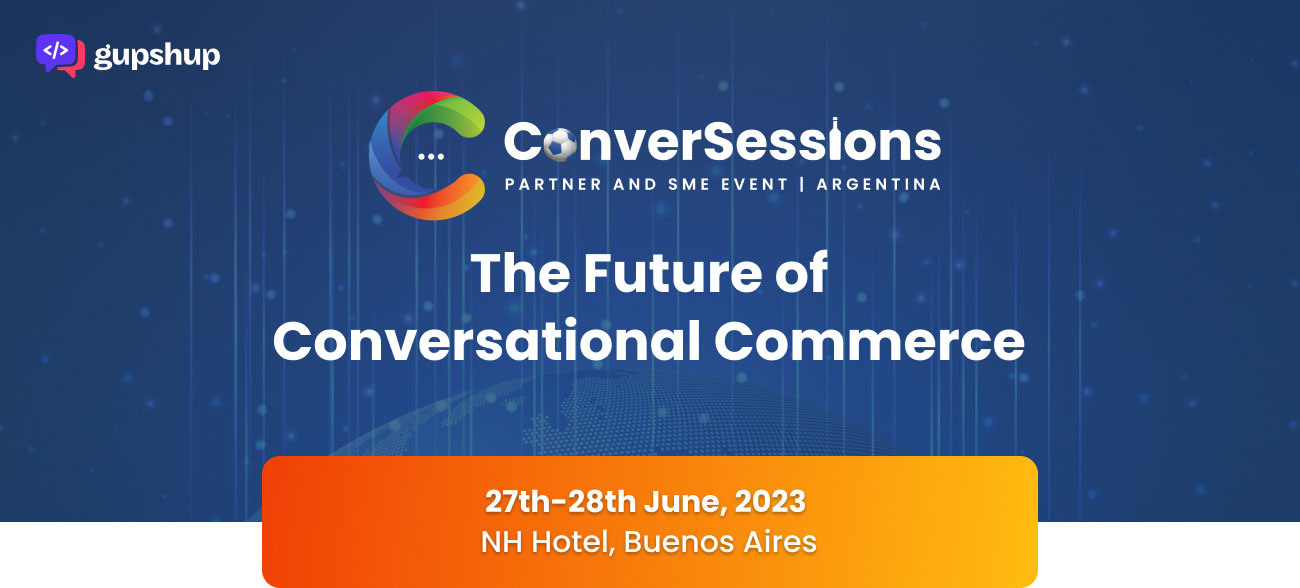 gupshup
ConverSessions
PARTNER AND SME EVENT | ARGENTINA
The Future of
Conversational Commerce
27th-28th June, 2023
NH Hotel, Buenos Aires